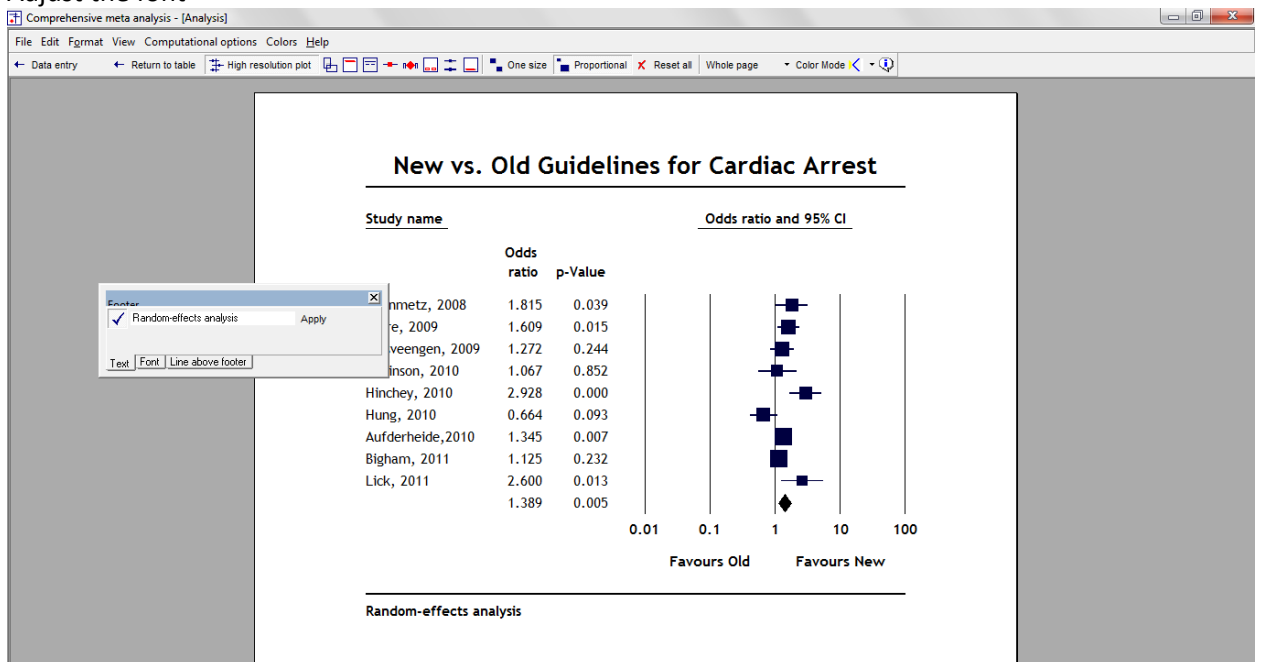 Adjust the font
Comprehensive meta analysis - [Analysis]
File Edit Format View Computational options Colors Help
Data entry Return to table High resolution plot One size Proportional Reset all Whole page Color Mode
New vs. Old Guidelines for Cardiac Arrest
Study name Odds ratio and 95% CI
Odds
ratio p-Value
Footer
nmetz, 2008 1.815 0.039
Random-effects analysis Apply
re, 2009 1.609 0.015
veengen, 2009 1.272 0.244
Text Font Line above footer
inson, 2010 1.067 0.852
Hinchey, 2010 2.928 0.000
Hung, 2010 0.664 0.093
Aufderheide,2010 1.345 0.007
Bigham, 2011 1.125 0.232
Lick, 2011 2.600 0.013
1.389 0.005
0.01 0.1 1 10 100
Favours Old Favours New
Random-effects analysis